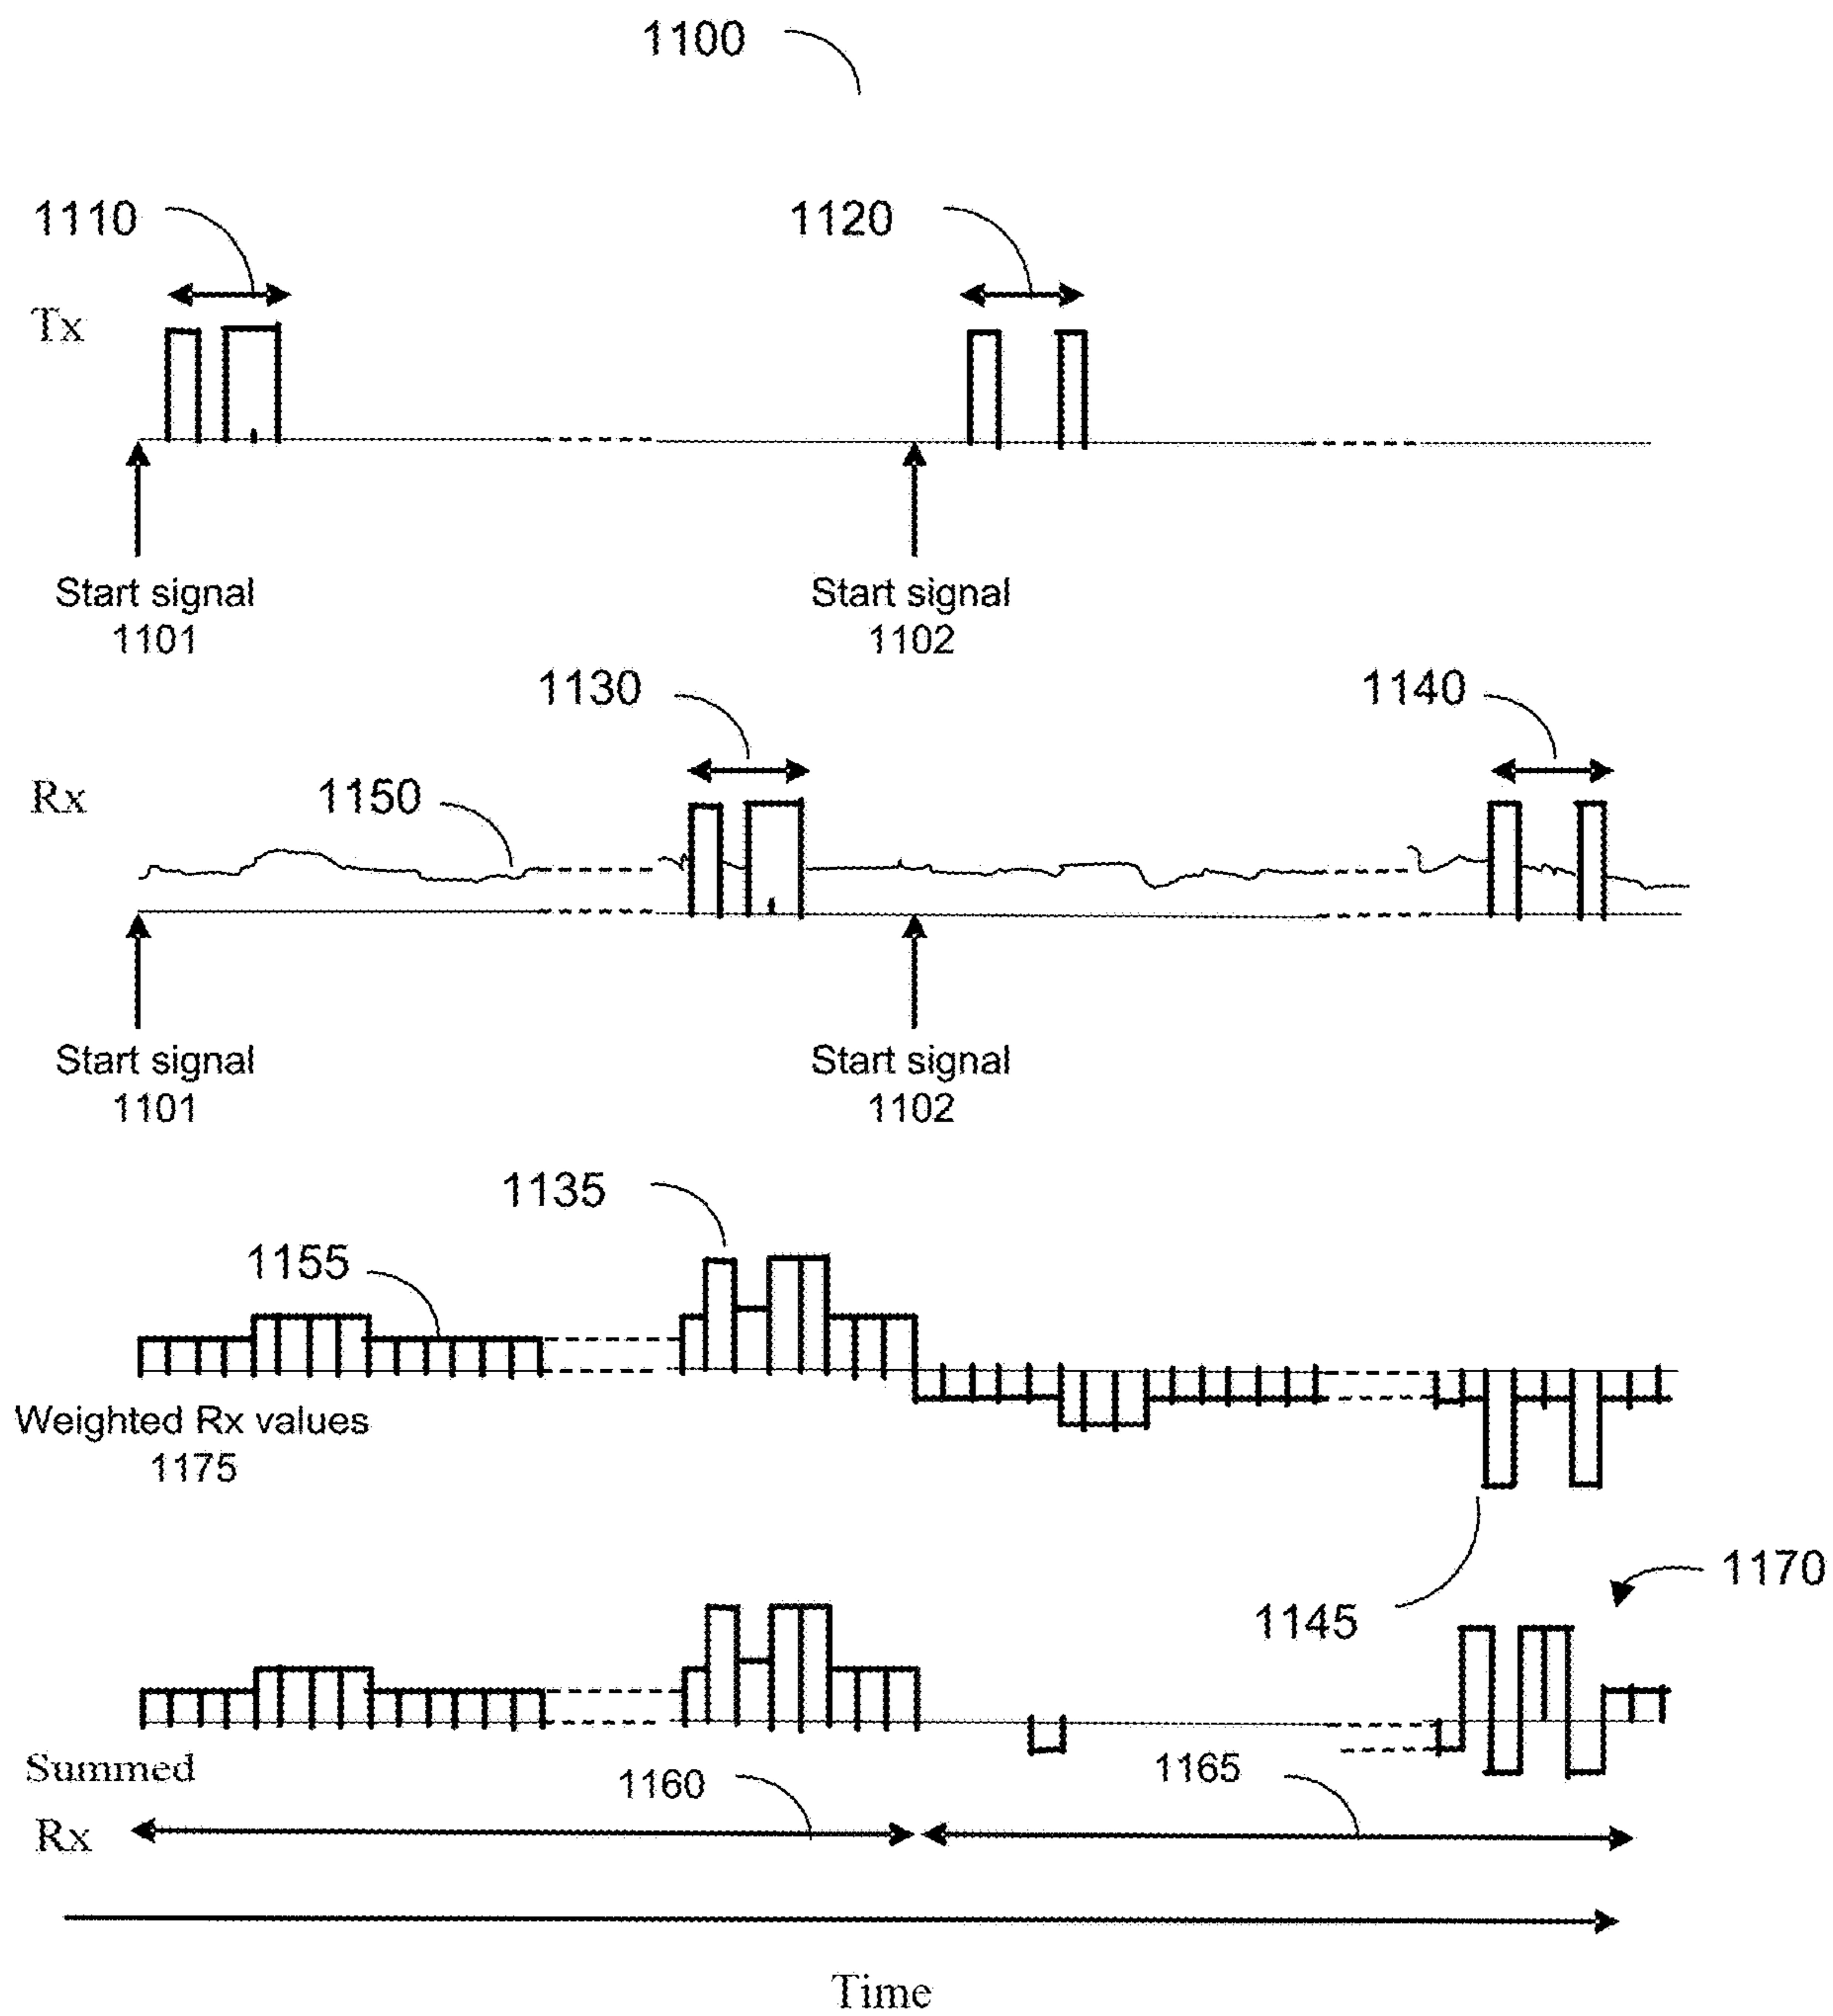 1100
1110
1120
Tx
Start signal
1101
Start signal
1102
1130
1140
Rx
1150
Start signal
1101
Start signal
1102
1135
1155
Weighted Rx values
1175
1170
1145
Summed
Rx
1160
1165
Time